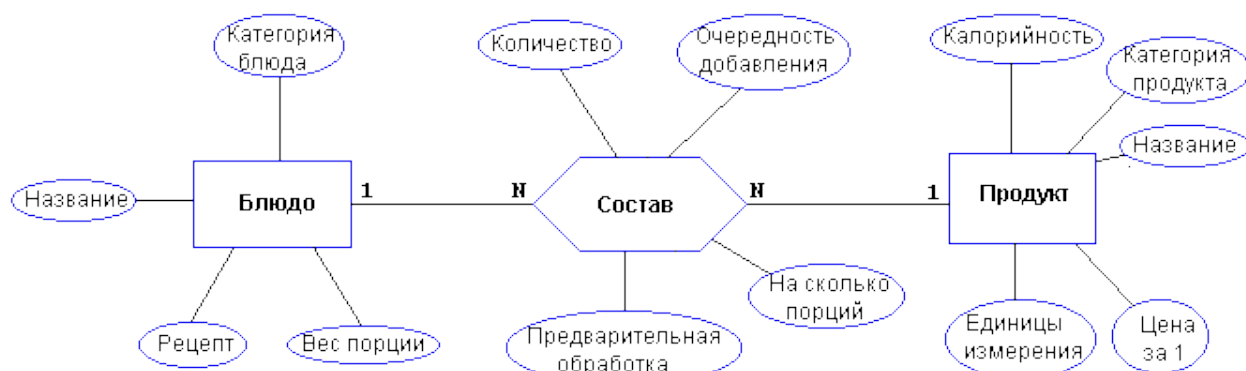 Категория
блюда
Количество
Очередность
добавления
Калорийность
Категория
продукта
Название
Название
Блюдо
1
N
Состав
N
1
Продукт
Рецепт
Вес порции
Предварительная
обработка
На сколько
порций
Единицы
измерения
Цена
за 1